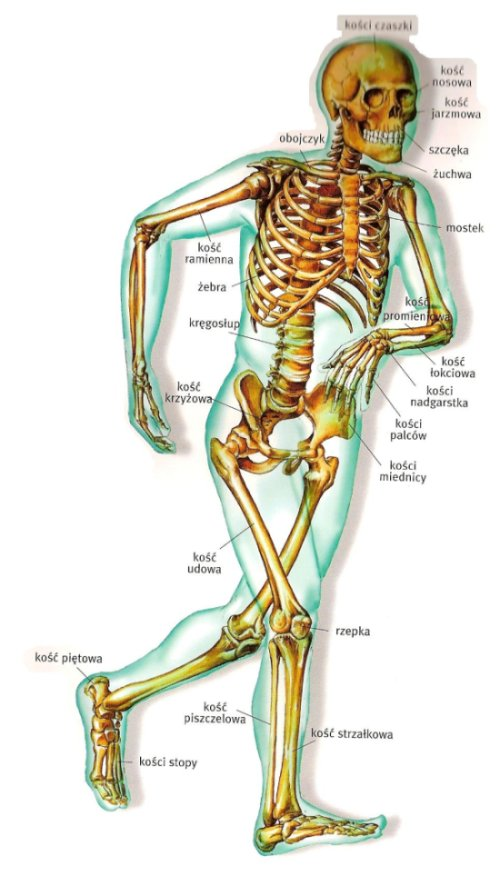 kości czaszki
kość
nosowa
kość
jarzmowa
obojczyk
szczęka
żuchwa
mostek
kość
ramienna
żebra
kość
promieniowa
kręgosłup
kość
łokciowa
kość
krzyżowa
kości
nadgarstka
kości
palców
kości
miednicy
kość
udowa
rzepka
kość piętowa
kość
piszczelowa
kość strzałkowa
kości stopy